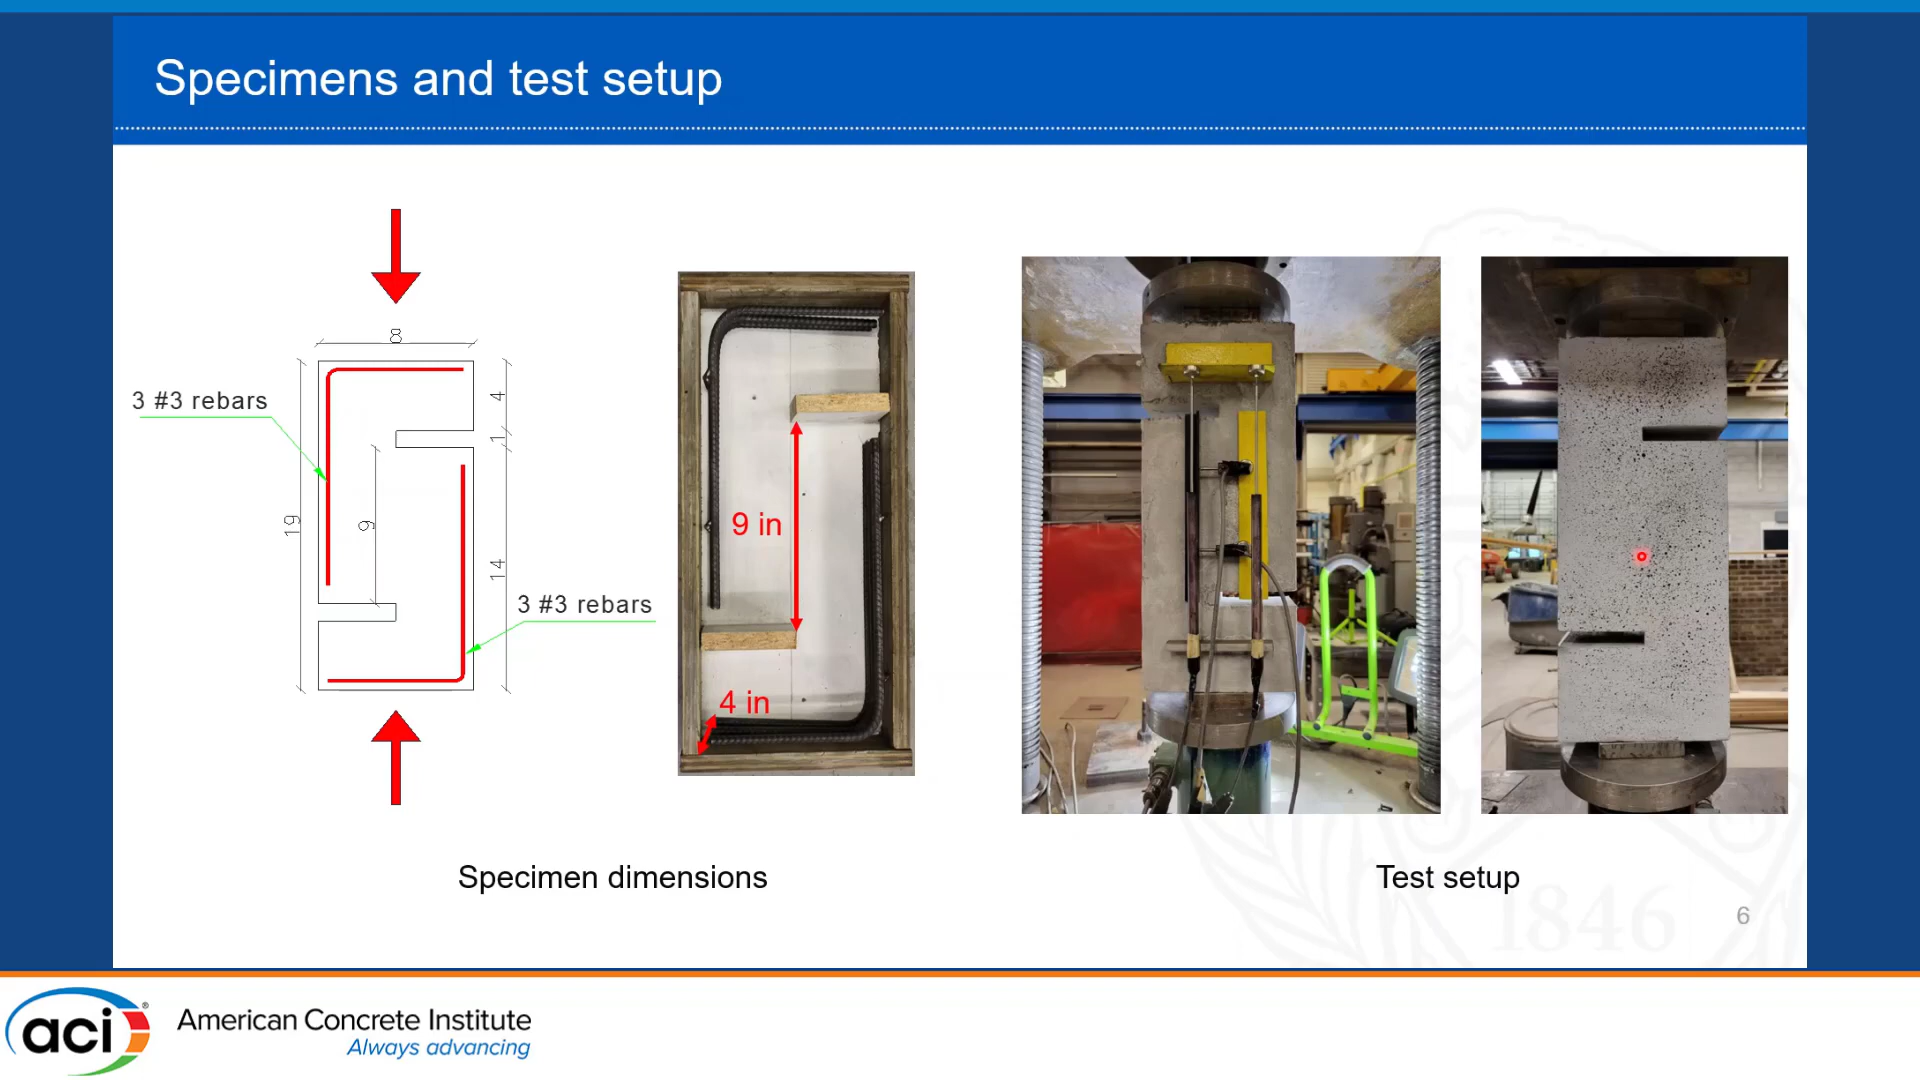 Specimens and test setup
8
3 #3 rebars
4
1
19
9
14
3 #3 rebars
9 in
4 in
Specimen dimensions
Test setup
1846
6
aci®
American Concrete Institute
Always advancing